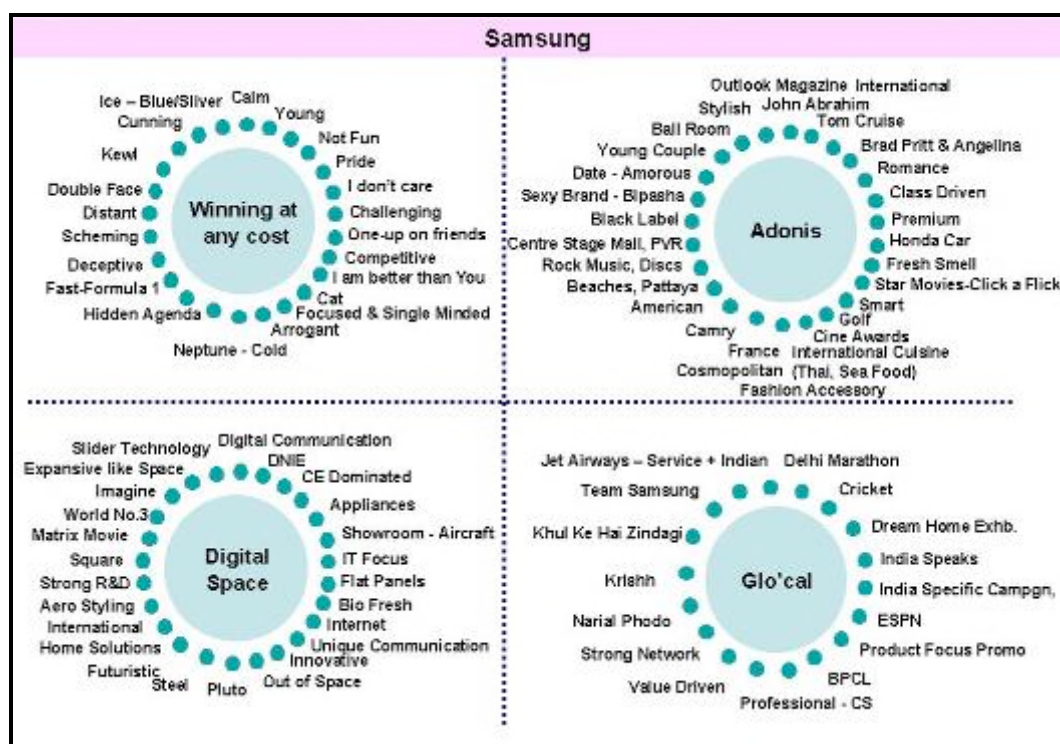 Samsung
Ice – Blue/Sliver
Calm
Young
Cunning
Not Fun
Kewl
Pride
Double Face
I don't care
Distant
Challenging
Scheming
One-up on friends
Deceptive
Competitive
Fast-Formula 1
I am better than You
Hidden Agenda
Cat
Focused & Single Minded
Arrogant
Neptune - Cold
Winning at
any cost
Outlook Magazine
International
Stylish
John Abrahim
Tom Cruise
Ball Room
Brad Pritt & Angelina
Young Couple
Romance
Date - Amorous
Class Driven
Sexy Brand - Bipasha
Black Label
Premium
Centre Stage Mall, PVR
Honda Car
Rock Music, Discs
Fresh Smell
Beaches, Pattaya
Star Movies-Click a Flick
American
Smart
Golf
Camry
Cine Awards
France
International Cuisine
Cosmopolitan
(Thai, Sea Food)
Fashion Accessory
Adonis
Slider Technology
Digital Communication
DNIE
Expansive like Space
CE Dominated
Imagine
Appliances
World No.3
Matrix Movie
Showroom - Aircraft
Square
IT Focus
Strong R&D
Flat Panels
Aero Styling
Bio Fresh
International
Internet
Home Solutions
Unique Communication
Futuristic
Innovative
Steel
Out of Space
Pluto
Digital
Space
Jet Airways – Service + Indian
Delhi Marathon
Team Samsung
Cricket
Khul Ke Hai Zindagi
Dream Home Exhb.
India Speaks
Krishh
India Specific Campgn,
Narial Phodo
ESPN
Strong Network
Product Focus Promo
Value Driven
BPCL
Professional - CS
Glo'cal